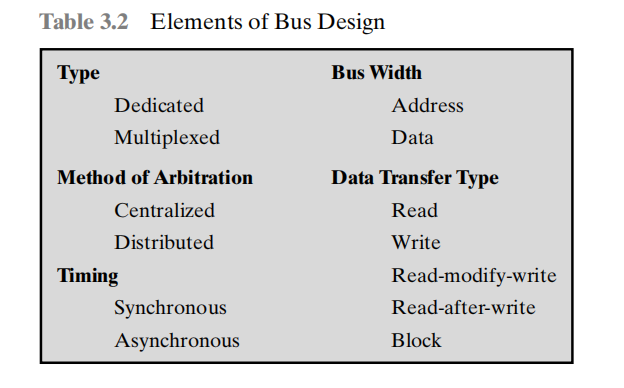 Table 3.2 Elements of Bus Design
Type
Dedicated
Multiplexed
Method of Arbitration
Centralized
Distributed
Timing
Synchronous
Asynchronous
Bus Width
Address
Data
Data Transfer Type
Read
Write
Read-modify-write
Read-after-write
Block